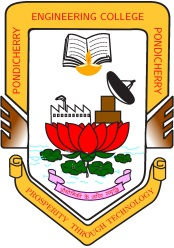 ENGINEERING COLLEGE
PONDICHERRY
PONDICHERRY
PROSPERITY THROUGH TECHNOLOGY